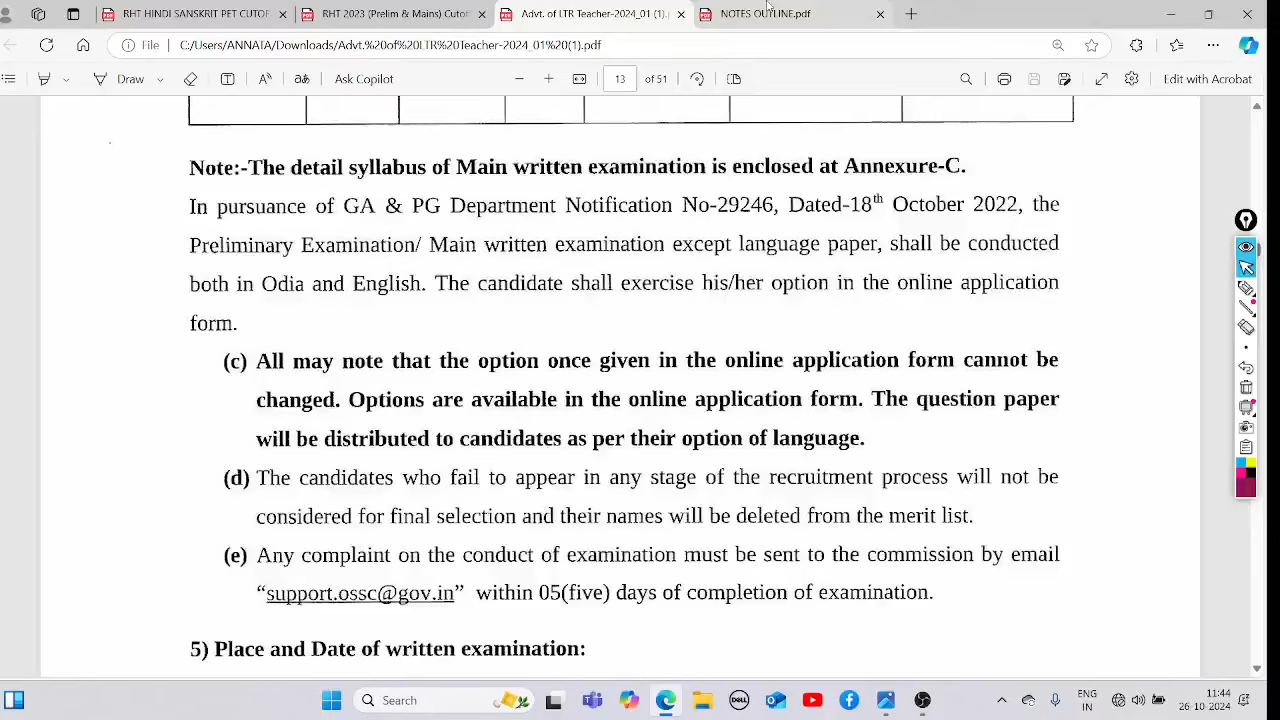 RHT HINDI SANSKRIT PET CUTOF
RHT 2023 (Prelim & Mains) Cutof
Advt. of LTR Teacher-2024_01 (1).p
NOTES OUTLINE.pdf
File
C:/Users/ANNATA/Downloads/Advt.%20of%20LTR%20Teacher-2024_01%20(1).pdf
Draw
Ask Copilot
13 of 51
Edit with Acrobat
Note:-The detail syllabus of Main written examination is enclosed at Annexure-C.
In pursuance of GA & PG Department Notification No-29246, Dated-18th October 2022, the
Preliminary Examination/ Main written examination except language paper, shall be conducted
both in Odia and English. The candidate shall exercise his/her option in the online application
form.
(c) All may note that the option once given in the online application form cannot be
changed. Options are available in the online application form. The question paper
will be distributed to candidates as per their option of language.
(d) The candidates who fail to appear in any stage of the recruitment process will not be
considered for final selection and their names will be deleted from the merit list.
(e) Any complaint on the conduct of examination must be sent to the commission by email
“support.ossc@gov.in” within 05(five) days of completion of examination.
5) Place and Date of written examination:
Search
DELL
ENG
IN
11:44
26-10-2024